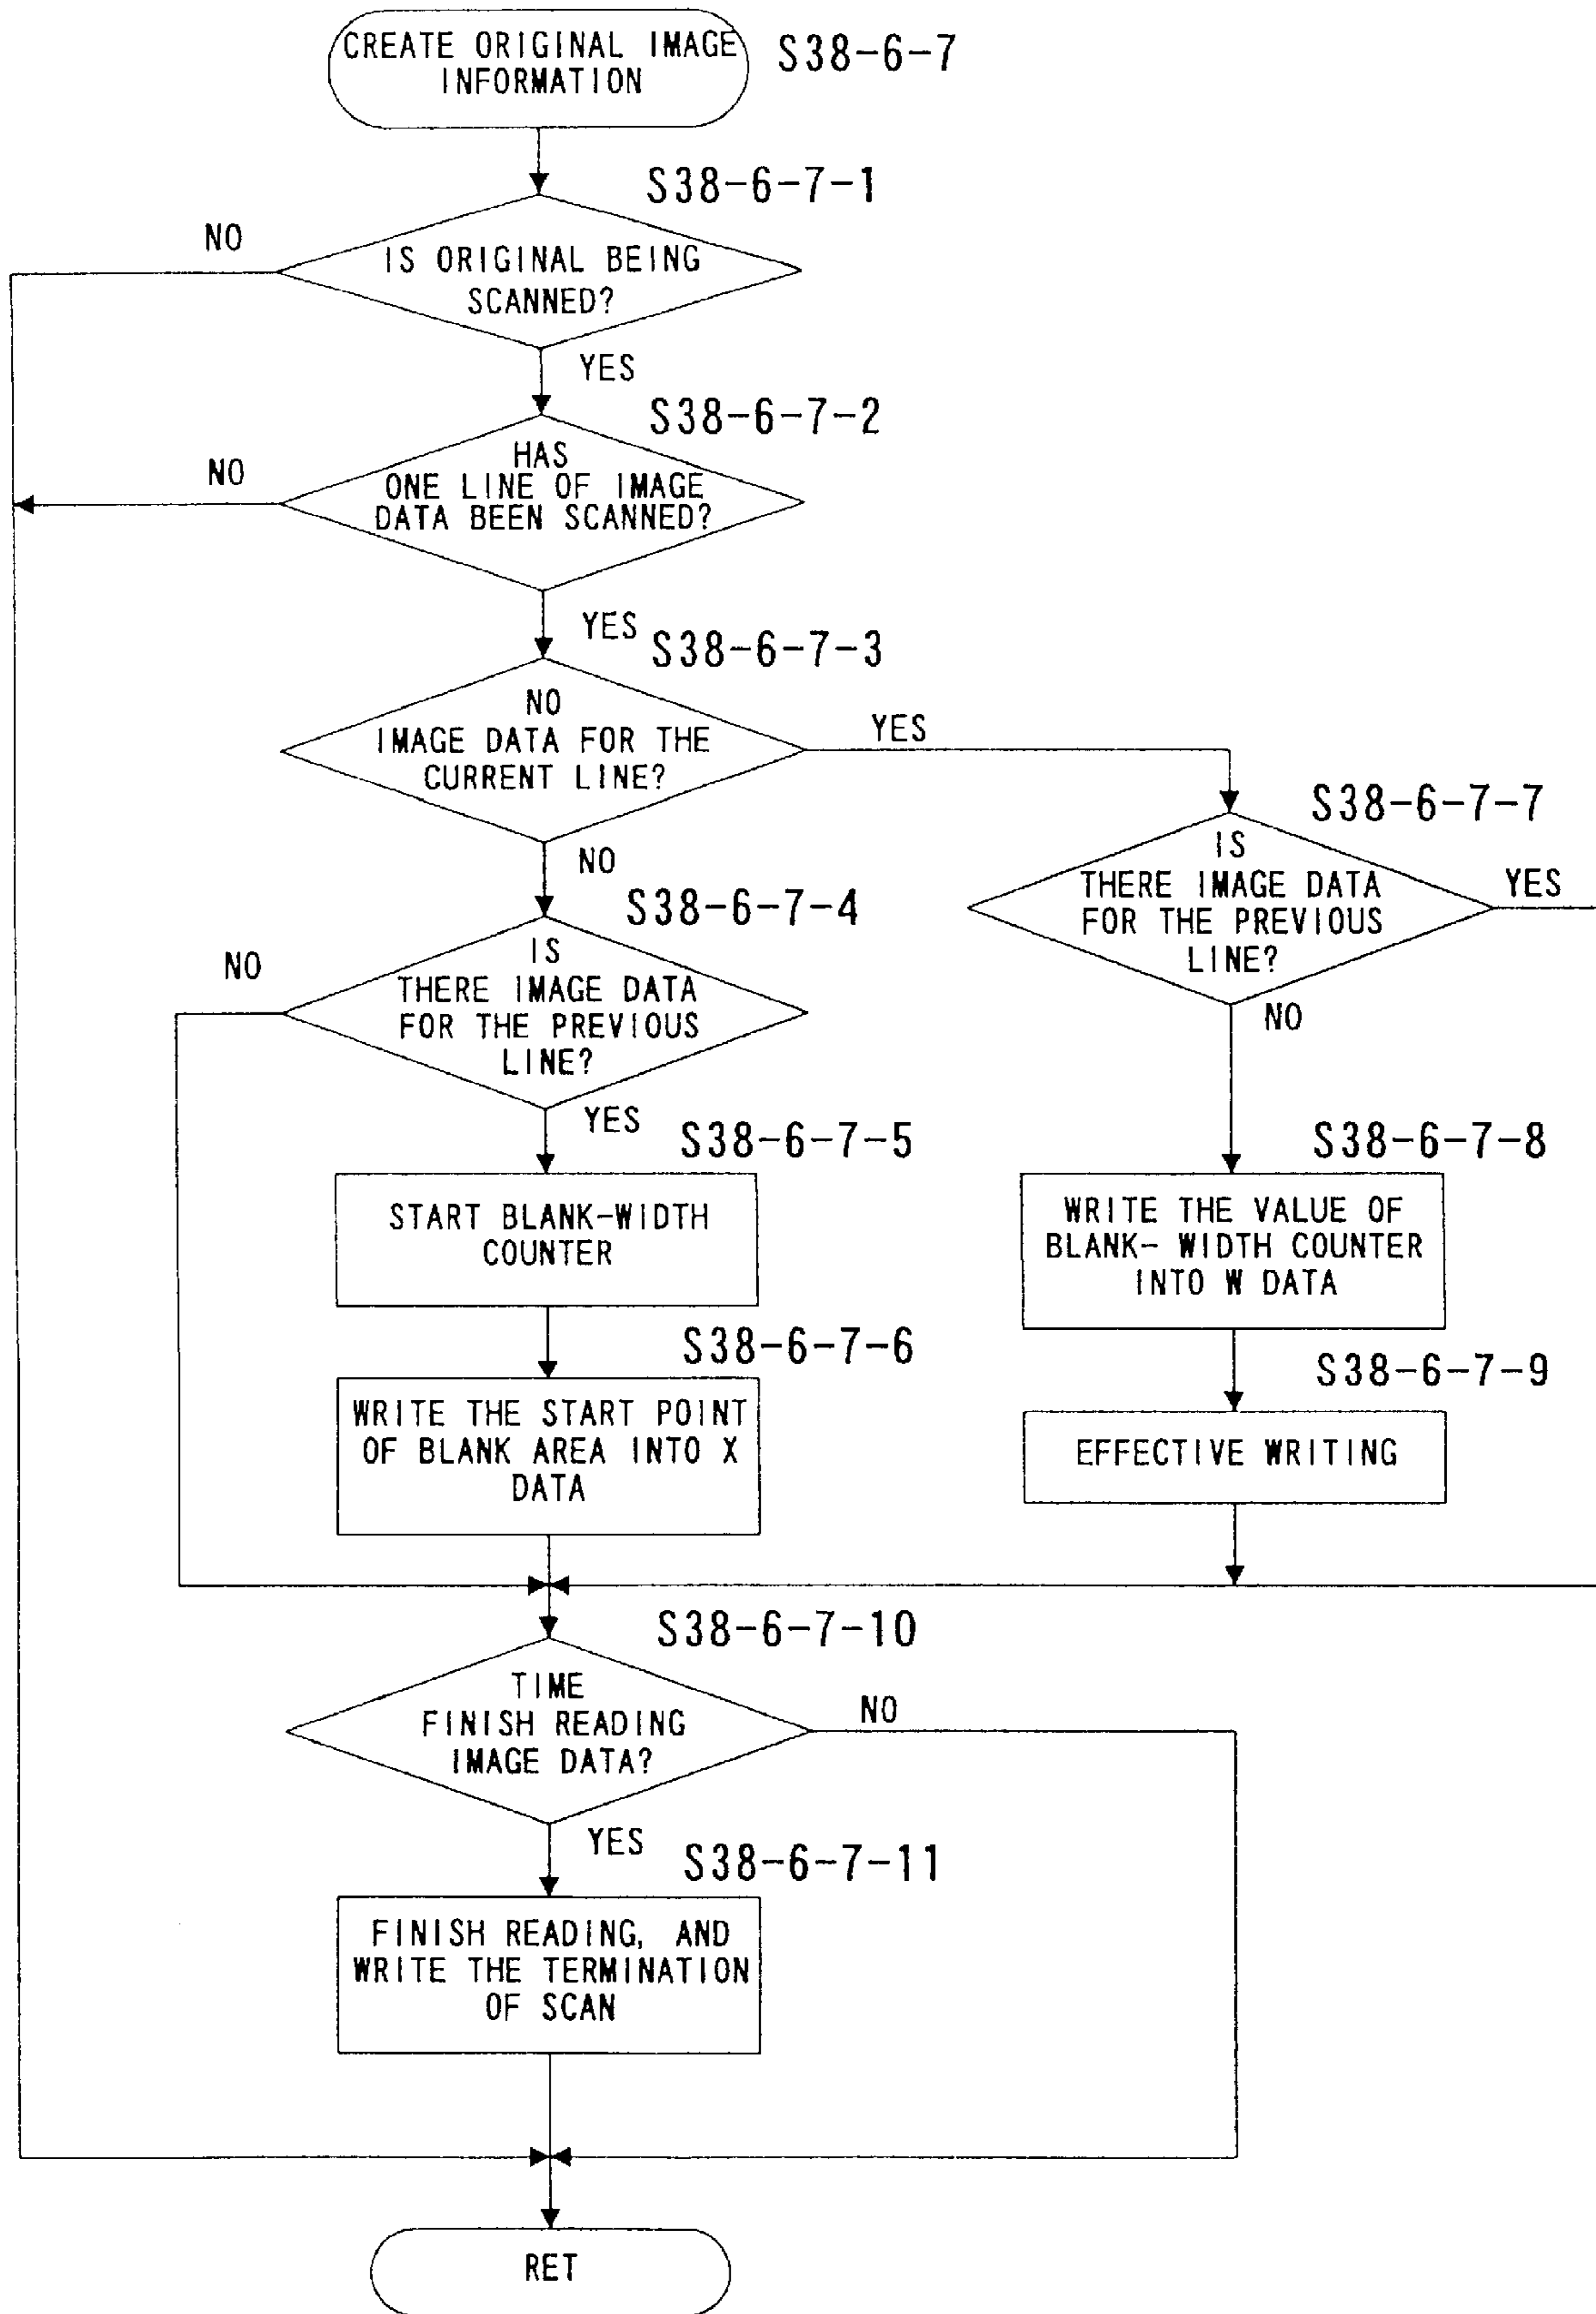 CREATE ORIGINAL IMAGE
INFORMATION
S38-6-7
S38-6-7-1
NO
IS ORIGINAL BEING
SCANNED?
YES
S38-6-7-2
NO
HAS
ONE LINE OF IMAGE
DATA BEEN SCANNED?
YES
S38-6-7-3
NO
IMAGE DATA FOR THE
CURRENT LINE?
YES
NO
S38-6-7-7
IS
THERE IMAGE DATA
FOR THE PREVIOUS
LINE?
YES
NO
S38-6-7-4
NO
IS
THERE IMAGE DATA
FOR THE PREVIOUS
LINE?
YES
S38-6-7-5
START BLANK-WIDTH
COUNTER
S38-6-7-8
WRITE THE VALUE OF
BLANK- WIDTH COUNTER
INTO W DATA
S38-6-7-6
WRITE THE START POINT
OF BLANK AREA INTO X
DATA
S38-6-7-9
EFFECTIVE WRITING
S38-6-7-10
TIME
FINISH READING
IMAGE DATA?
NO
YES
S38-6-7-11
FINISH READING, AND
WRITE THE TERMINATION
OF SCAN
RET